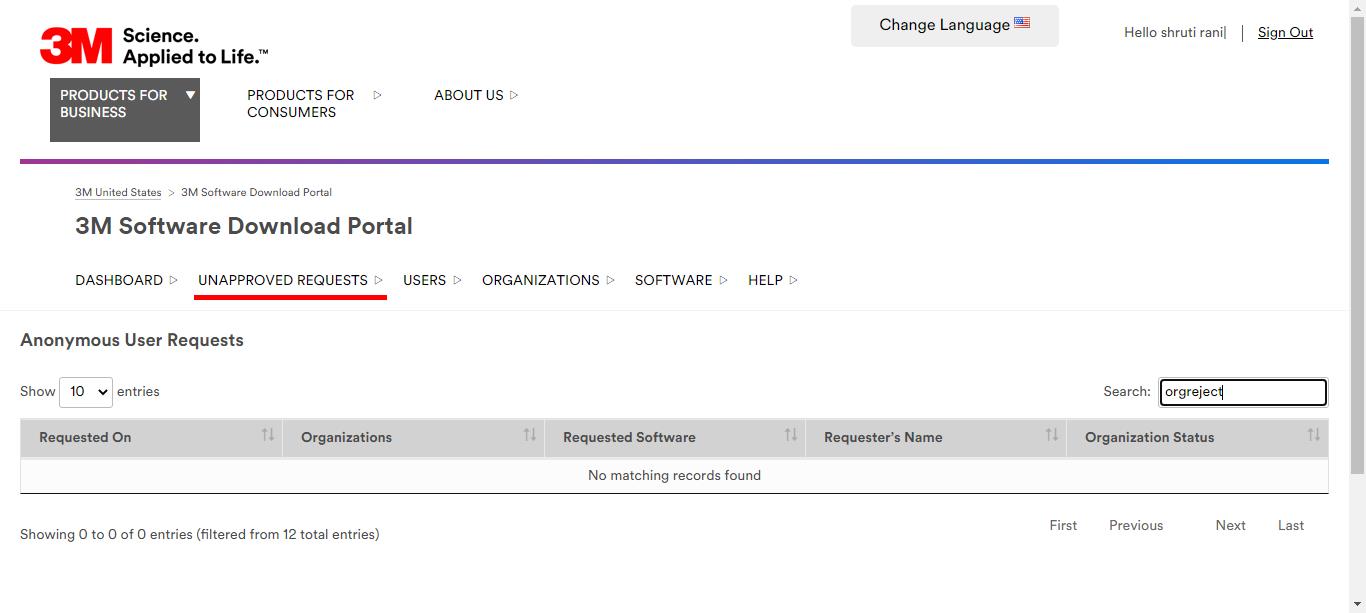 3M Science.
Applied to Life.™
Change Language
Hello shruti rani| | Sign Out
PRODUCTS FOR
BUSINESS
PRODUCTS FOR
CONSUMERS
ABOUT US
3M United States > 3M Software Download Portal
3M Software Download Portal
DASHBOARD UNAPPROVED REQUESTS USERS ORGANIZATIONS SOFTWARE HELP
Anonymous User Requests
Show 10 entries
Search: orgreject
Requested On Organizations Requested Software Requester's Name Organization Status
No matching records found
Showing 0 to 0 of 0 entries (filtered from 12 total entries)
First Previous Next Last